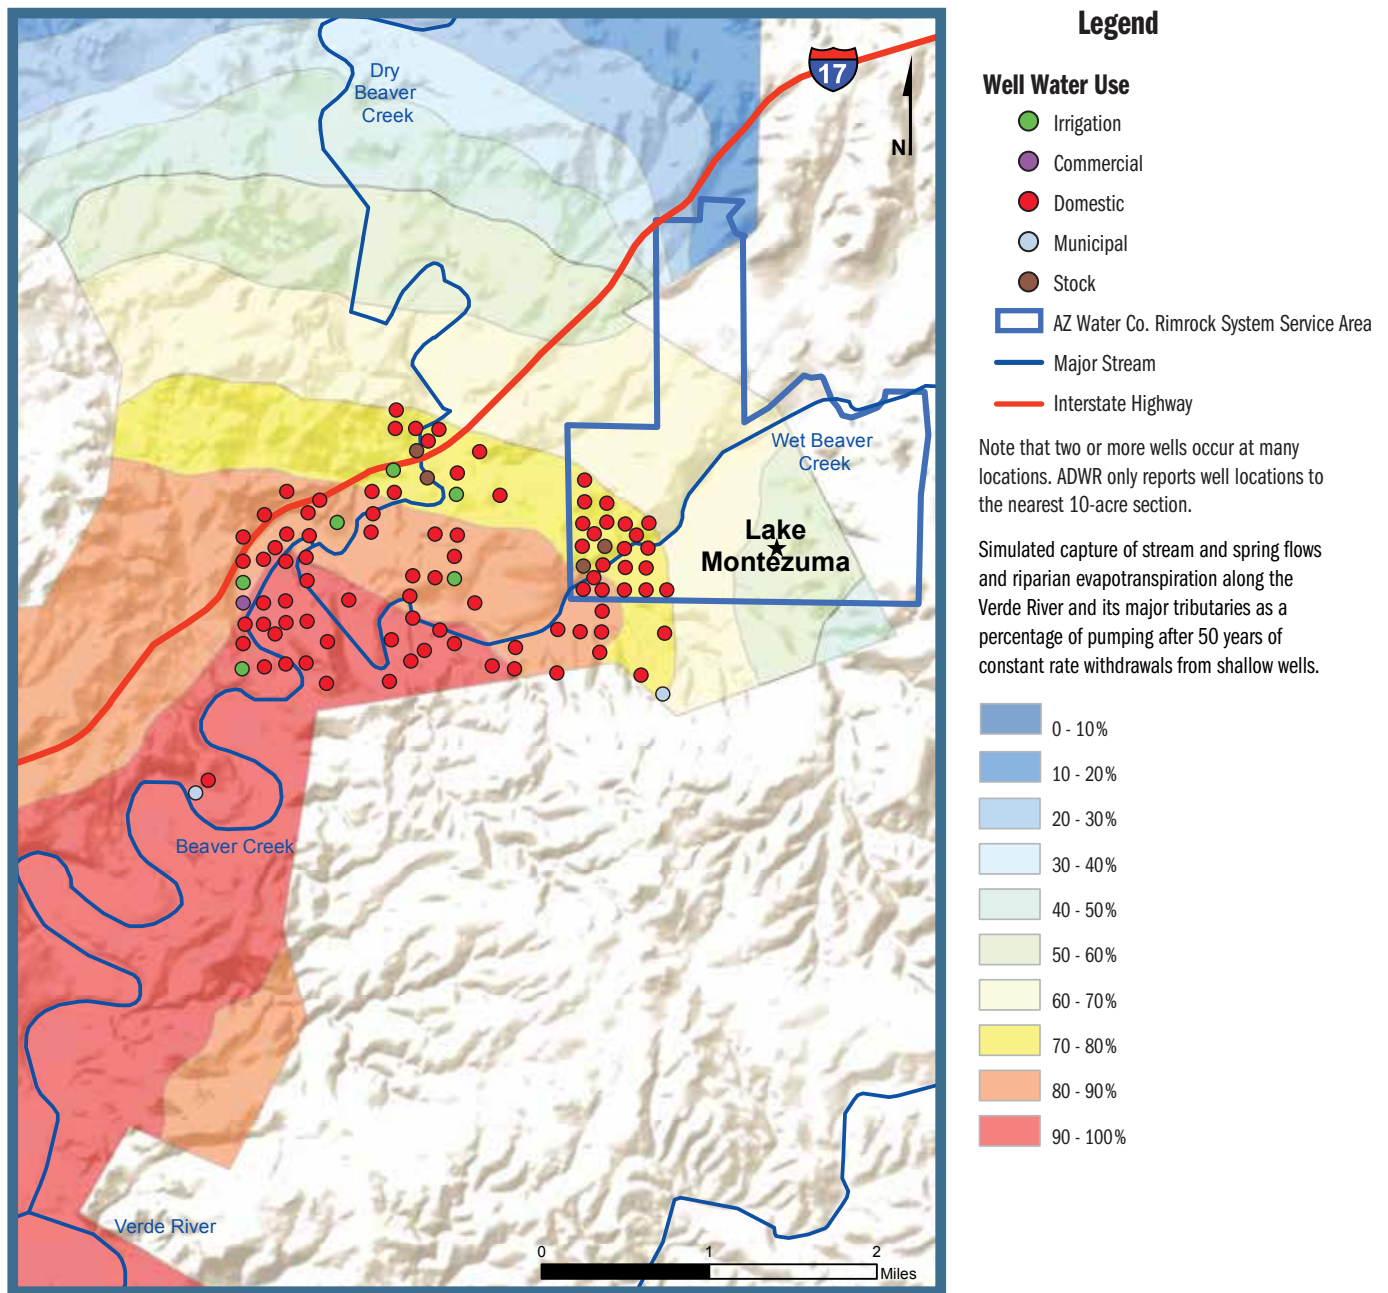 Dry
Beaver
Creek
17
N
Wet Beaver
Creek
Lake
Montezuma
Beaver Creek
Verde River
0 1 2
Miles
Legend
Well Water Use
Irrigation
Commercial
Domestic
Municipal
Stock
AZ Water Co. Rimrock System Service Area
Major Stream
Interstate Highway
Note that two or more wells occur at many
locations. ADWR only reports well locations to
the nearest 10-acre section.
Simulated capture of stream and spring flows
and riparian evapotranspiration along the
Verde River and its major tributaries as a
percentage of pumping after 50 years of
constant rate withdrawals from shallow wells.
0 - 10%
10 - 20%
20 - 30%
30 - 40%
40 - 50%
50 - 60%
60 - 70%
70 - 80%
80 - 90%
90 - 100%